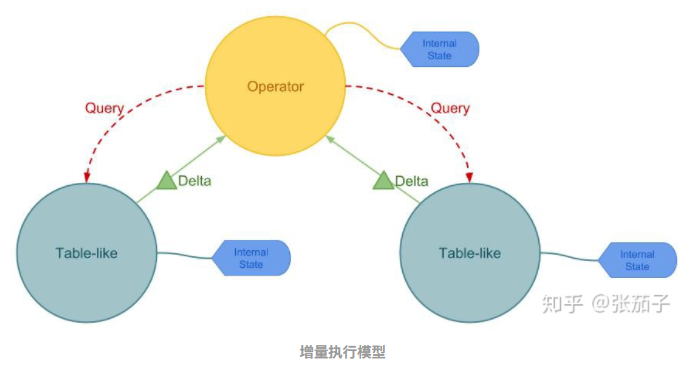 Internal
State
Operator
Query
Query
Delta
Delta
Table-like
Internal
State
Table-like
Internal
State
知乎 @张茄子
增量执行模型